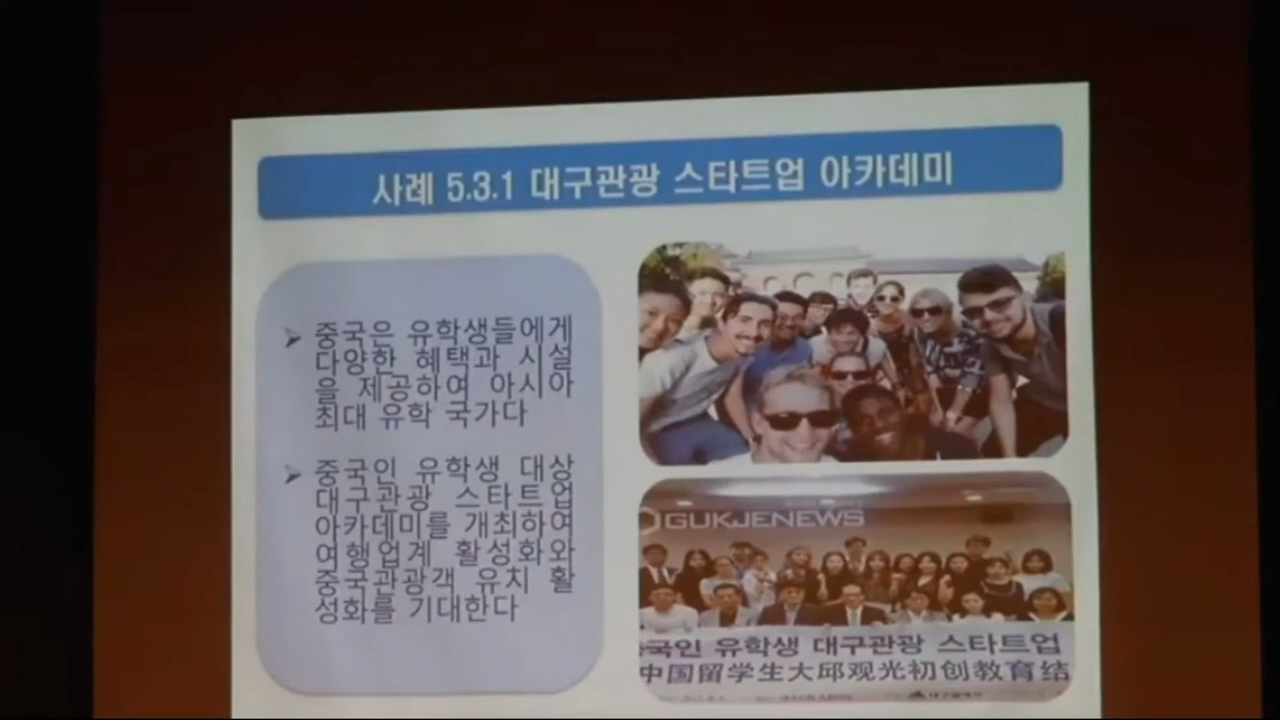 사례 5.3.1 대구관광 스타트업 아카데미
➢ 중국은 유학생들에게
다양한 혜택과 시설
을 제공하여 아시아
최대 유학 국가다
➢ 중국인 유학생 대상
대구관광 스타트업
아카데미를 개최하여
여행업계 활성화와
중국관광객 유치 활
성화를 기대한다
GUKJENEWS
국인 유학생 대구관광 스타트업
中国留学生大邱观光初创教育结